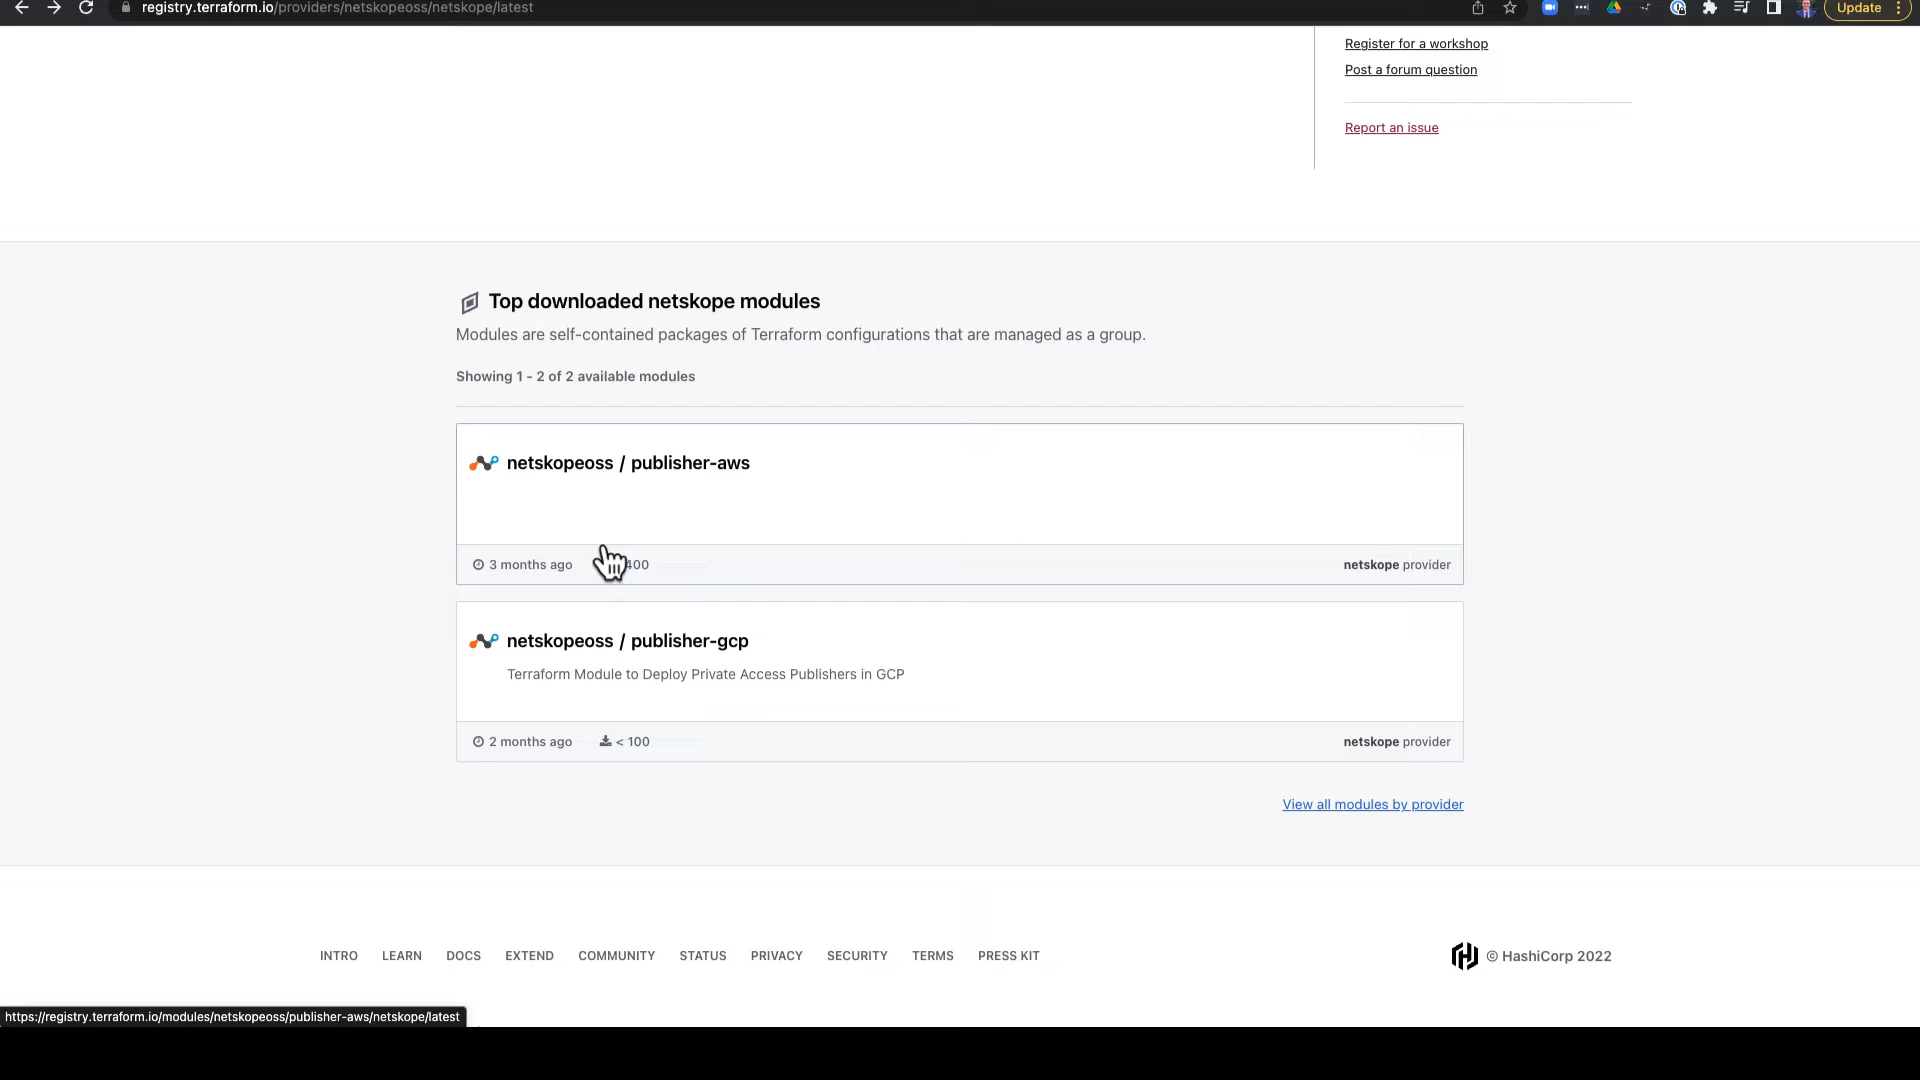 registry.terraform.io/providers/netskopeoss/netskope/latest
Update
Register for a workshop
Post a forum question
Report an issue
Top downloaded netskope modules
Modules are self-contained packages of Terraform configurations that are managed as a group.
Showing 1 - 2 of 2 available modules
netskopeoss / publisher-aws
3 months ago
netskope provider
netskopeoss / publisher-gcp
Terraform Module to Deploy Private Access Publishers in GCP
2 months ago < 100
netskope provider
View all modules by provider
INTRO LEARN DOCS EXTEND COMMUNITY STATUS PRIVACY SECURITY TERMS PRESS KIT
© HashiCorp 2022
https://registry.terraform.io/modules/netskopeoss/publisher-aws/netskope/latest